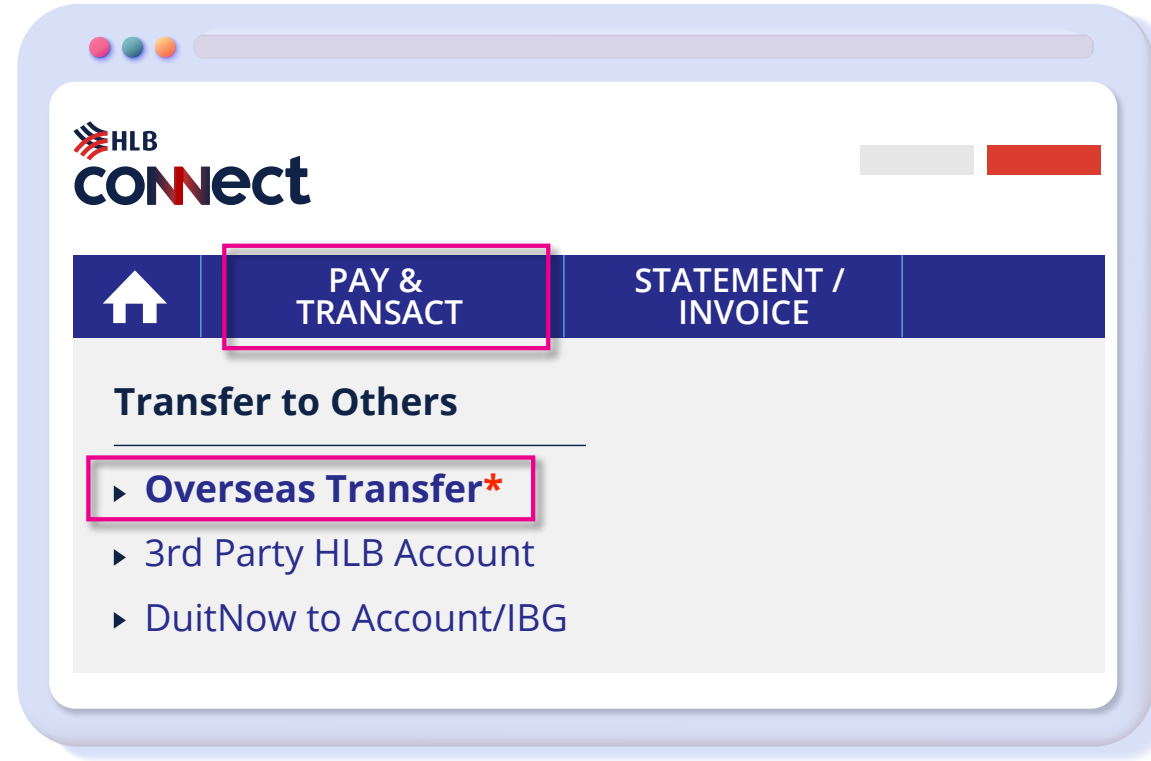 HLB
connect
PAY &
TRANSACT
STATEMENT /
INVOICE
Transfer to Others
Overseas Transfer*
3rd Party HLB Account
DuitNow to Account/IBG